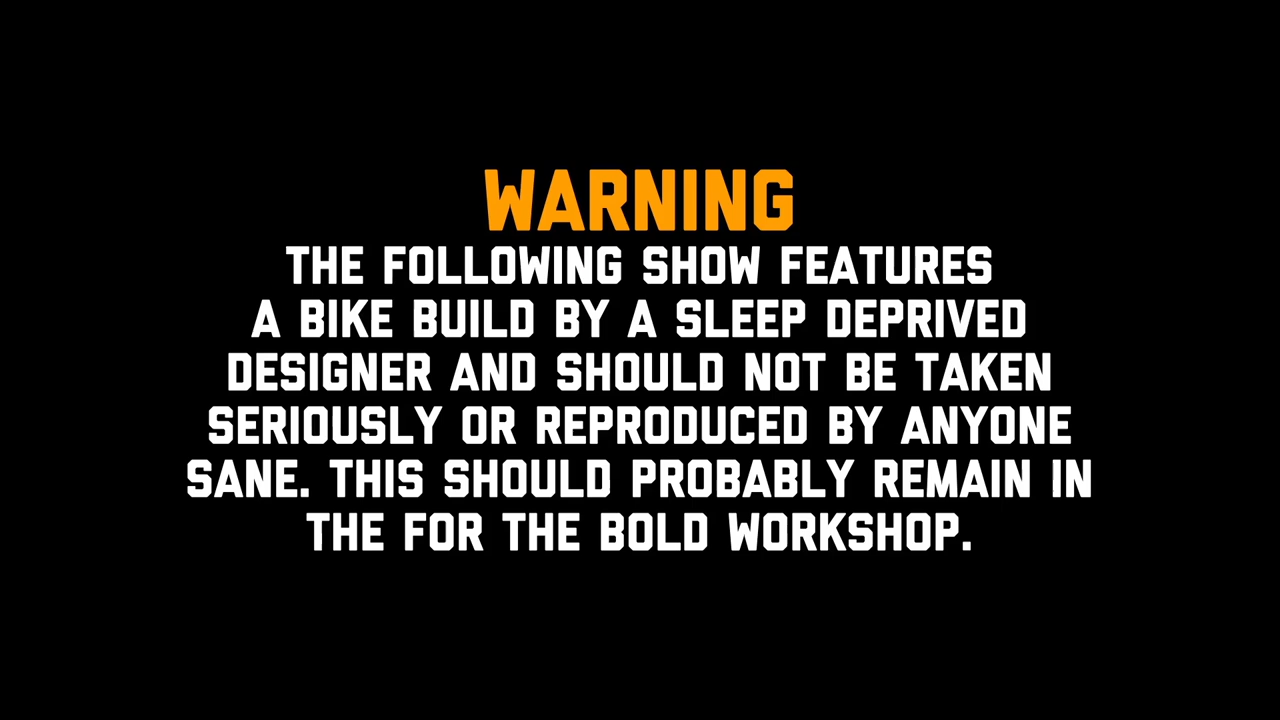 WARNING
THE FOLLOWING SHOW FEATURES
A BIKE BUILD BY A SLEEP DEPRIVED
DESIGNER AND SHOULD NOT BE TAKEN
SERIOUSLY OR REPRODUCED BY ANYONE
SANE. THIS SHOULD PROBABLY REMAIN IN
THE FOR THE BOLD WORKSHOP.